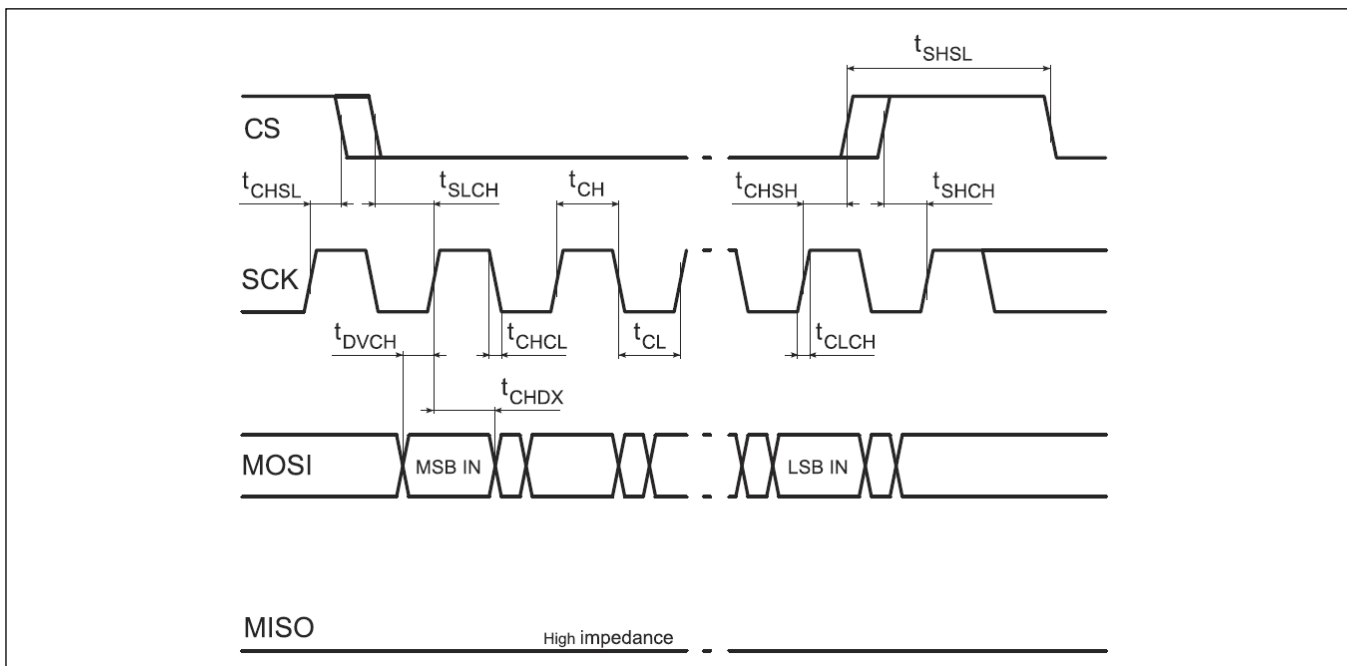 tSHSL
CS
tCHSL tSLCH tCH tCHSH tSHCH
SCK
tDVCH tCHCL tCL tCLCH
tCHDX
MOSI MSB IN LSB IN
MISO High impedance